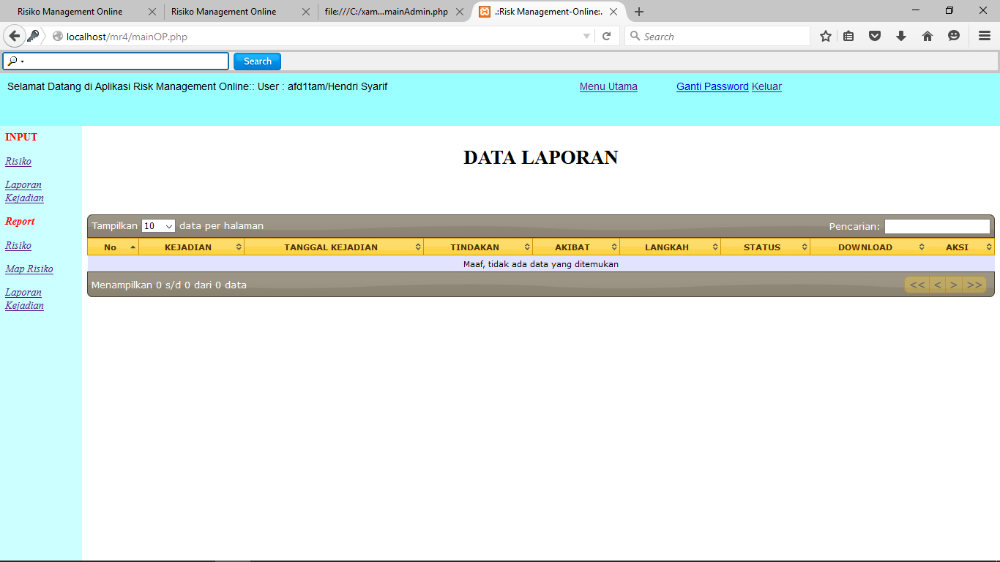 Risiko Management Online Risiko Management Online file:///C:/xam...mainAdmin.php .:Risk Management-Online:.
localhost/mr4/mainOP.php Search
Search
Selamat Datang di Aplikasi Risk Management Online:: User : afd1tam/Hendri Syarif Menu Utama Ganti Password Keluar
INPUT
Risiko
Laporan
Kejadian
Report
Risiko
Map Risiko
Laporan
Kejadian
DATA LAPORAN
Tampilkan 10 data per halaman Pencarian:
No KEJADIAN TANGGAL KEJADIAN TINDAKAN AKIBAT LANGKAH STATUS DOWNLOAD AKSI
Maaf, tidak ada data yang ditemukan
Menampilkan 0 s/d 0 dari 0 data << < > >>